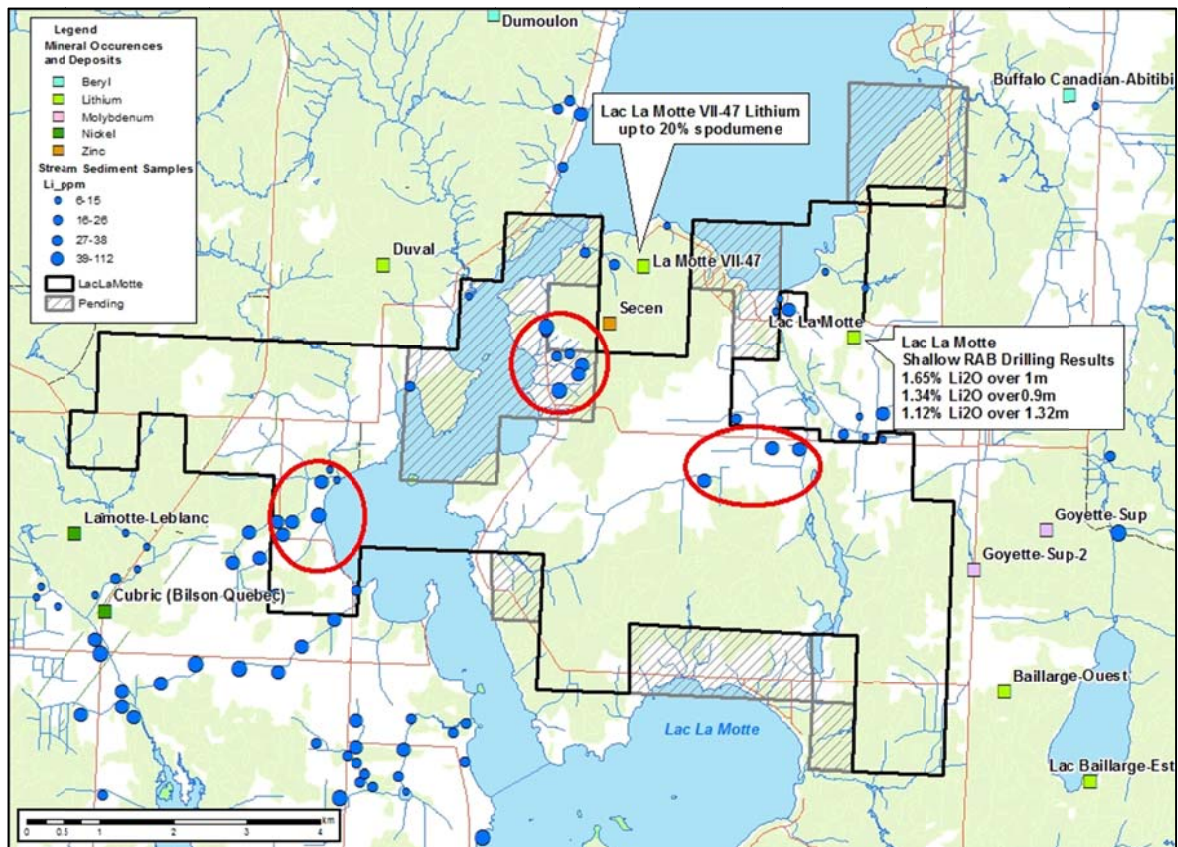 Legend
Mineral Occurences
and Deposits
Beryl
Lithium
Molybdenum
Nickel
Zinc
Stream Sediment Samples
Li_ppm
6-15
16-26
27-38
39-112
LacLaMotte
Pending
Dumoulon
Buffalo Canadian-Abitibi
Lac La Motte VII-47 Lithium
up to 20% spodumene
Duval
La Motte VII-47
Secen
Lac La Motte
Lac La Motte
Shallow RAB Drilling Results
1.65% Li2O over 1m
1.34% Li2O over 0.9m
1.12% Li2O over 1.32m
Lamotte-Leblanc
Goyette-Sup
Goyette-Sup-2
Cubric (Bilson Quebec)
Baillarge-Ouest
Lac La Motte
Lac Baillarge-Est
km
0 0.5 1 2 3 4